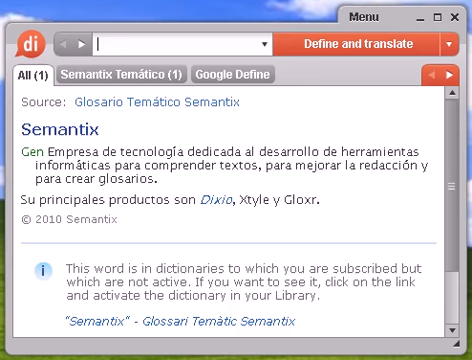 Menu
di
Define and translate
All (1)
Semantix Temático (1)
Google Define
Source: Glosario Temático Semantix
Semantix
Gen Empresa de tecnología dedicada al desarrollo de herramientas
informáticas para comprender textos, para mejorar la redacción y
para crear glosarios.
Su principales productos son Dixio, Xtyle y Gloxr.
© 2010 Semantix
i
This word is in dictionaries to which you are subscribed but
which are not active. If you want to see it, click on the link
and activate the dictionary in your Library.
"Semantix" - Glossari Temàtic Semantix